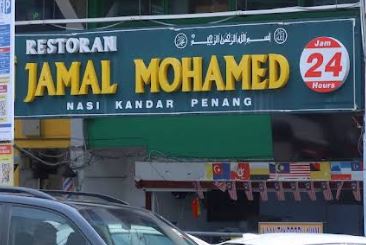 RESTORAN
بسم الله الرحمن الرحيم
JAMAL MOHAMED
NASI KANDAR PENANG
Jam
24
Hours